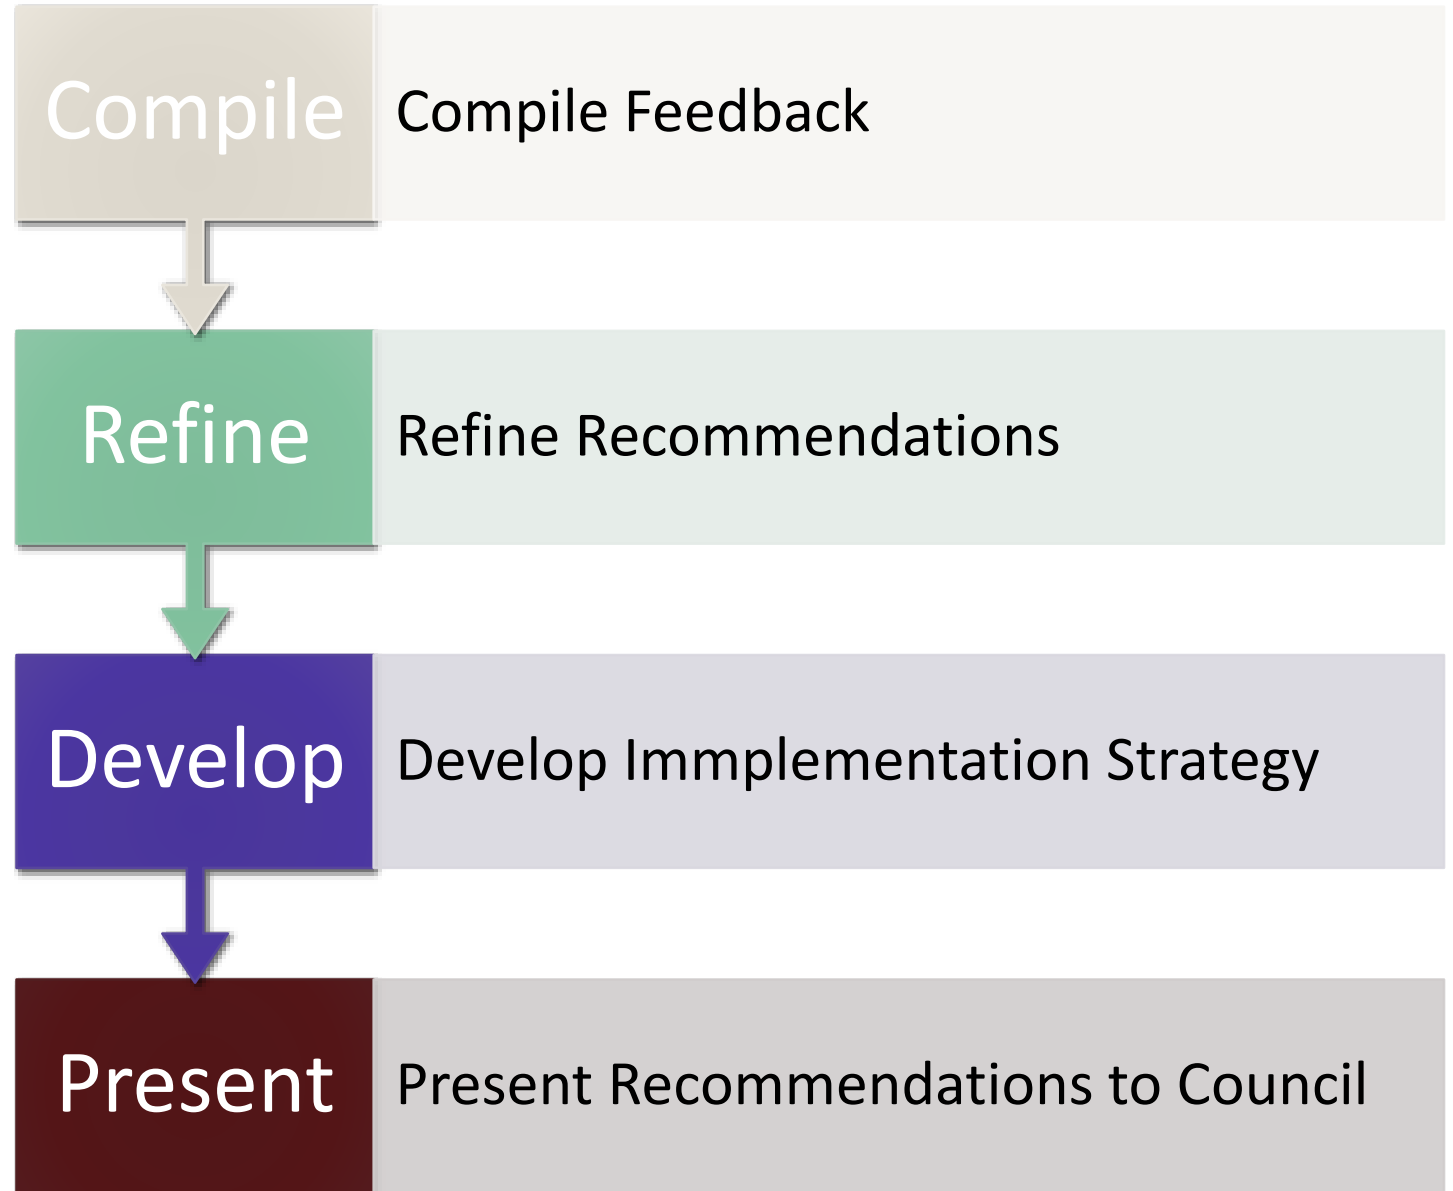 Compile
Compile Feedback
Refine
Refine Recommendations
Develop
Develop Immplementation Strategy
Present
Present Recommendations to Council